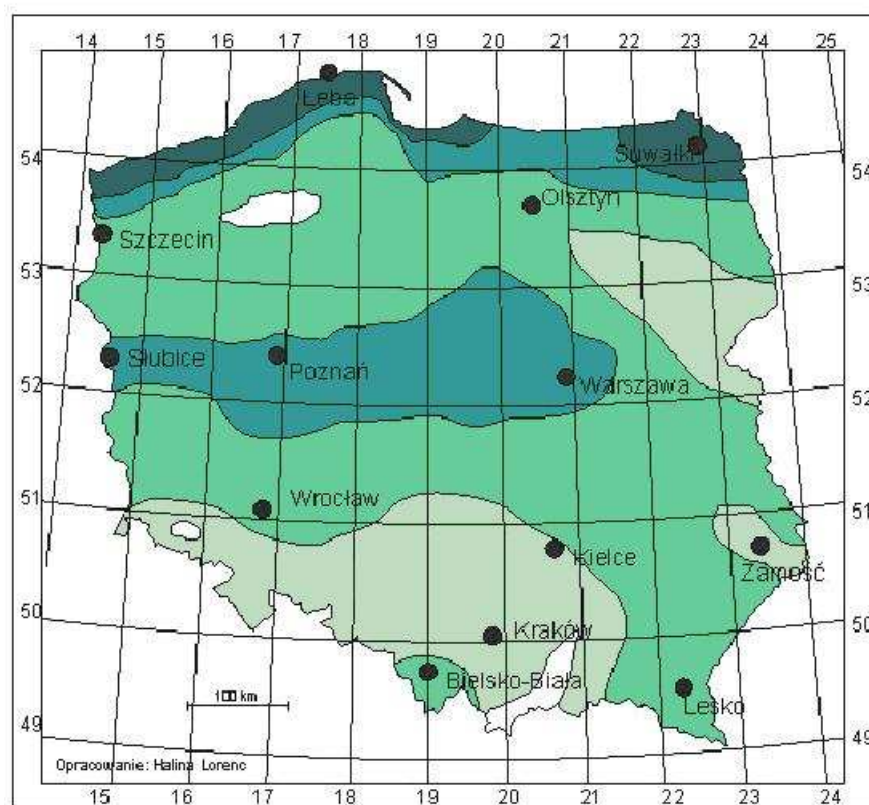 14 15 16 17 18 19 20 21 22 23 24 25
Łeba
54 Suwałki 54
Olsztyn
Szczecin
53 53
Słubice Poznań Warszawa
52 52
51 Wrocław 51
Kielce Zamość
50 Kraków 50
Bielsko-Biała
100 km Lesko
49 49
Opracowanie: Halina Lorenc
15 16 17 18 19 20 21 22 23 24